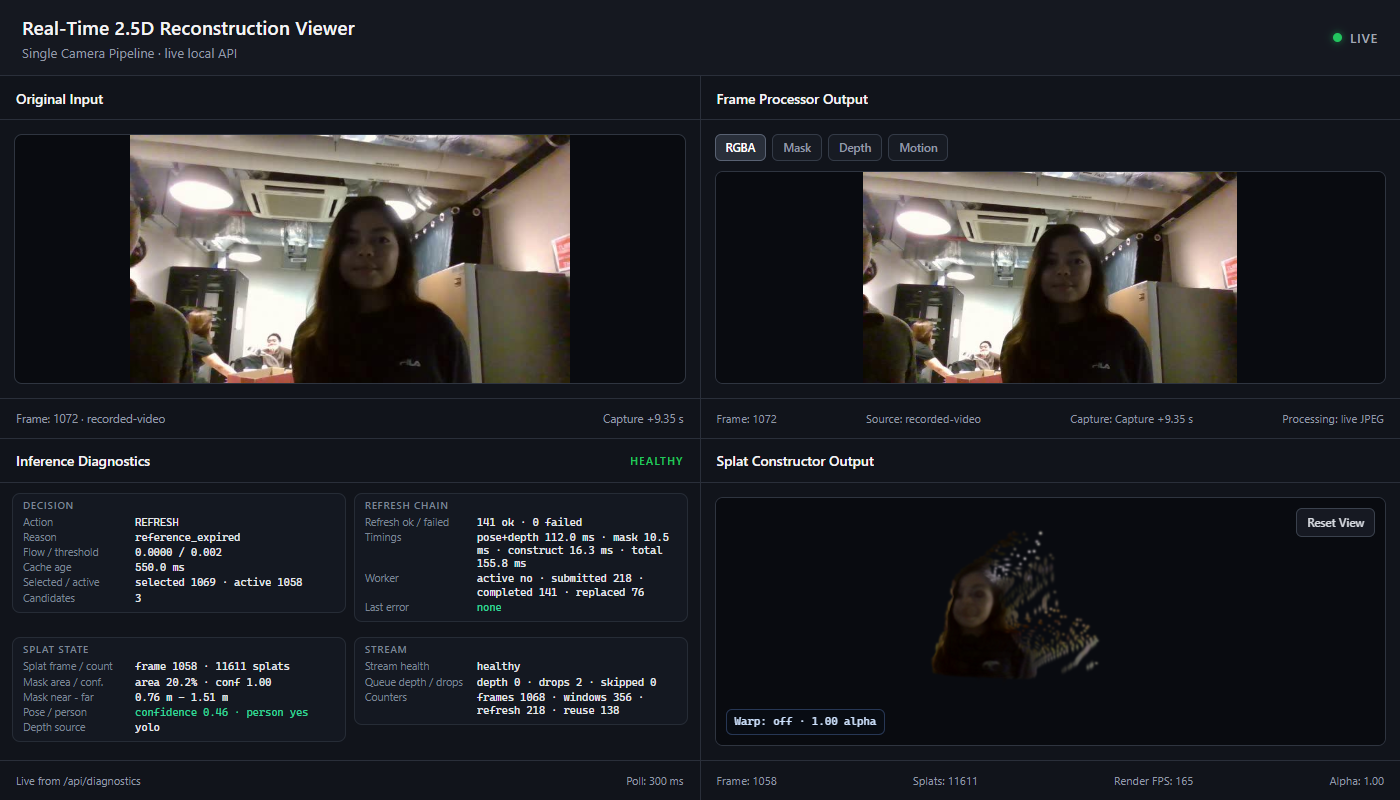 Real-Time 2.5D Reconstruction Viewer
Single Camera Pipeline · live local API
LIVE
Original Input
FILA
Frame: 1072 · recorded-video
Capture +9.35 s
Frame Processor Output
RGBA Mask Depth Motion
FILA
Frame: 1072 Source: recorded-video Capture: Capture +9.35 s Processing: live JPEG
Inference Diagnostics
HEALTHY
DECISION
Action REFRESH
Reason reference_expired
Flow / threshold 0.0000 / 0.002
Cache age 550.0 ms
Selected / active selected 1069 · active 1058
Candidates 3
REFRESH CHAIN
Refresh ok / failed 141 ok · 0 failed
Timings pose+depth 112.0 ms · mask 10.5
ms · construct 16.3 ms · total
155.8 ms
Worker active no · submitted 218 ·
completed 141 · replaced 76
Last error none
SPLAT STATE
Splat frame / count frame 1058 · 11611 splats
Mask area / conf. area 20.2% · conf 1.00
Mask near - far 0.76 m – 1.51 m
Pose / person confidence 0.46 · person yes
Depth source yolo
STREAM
Stream health healthy
Queue depth / drops depth 0 · drops 2 · skipped 0
Counters frames 1068 · windows 356 ·
refresh 218 · reuse 138
Live from /api/diagnostics
Poll: 300 ms
Splat Constructor Output
Reset View
Warp: off · 1.00 alpha
Frame: 1058 Splats: 11611 Render FPS: 165 Alpha: 1.00